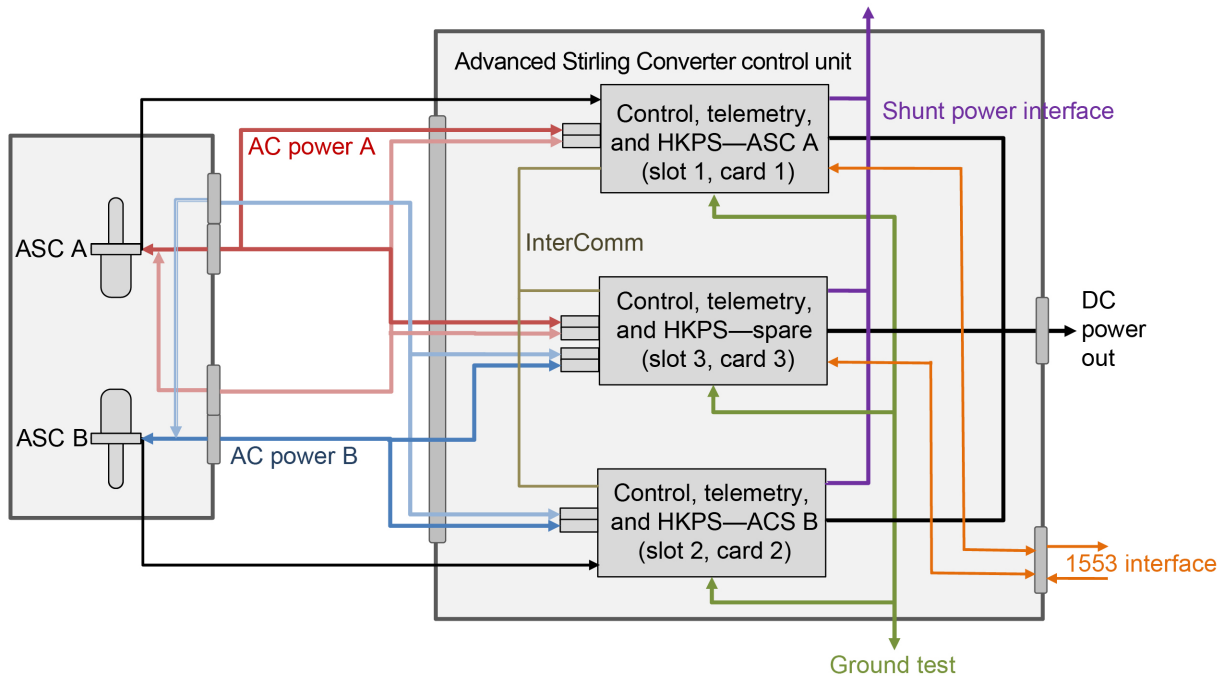 Advanced Stirling Converter control unit
Control, telemetry,
and HKPS—ASC A
(slot 1, card 1)
Shunt power interface
AC power A
ASC A
InterComm
Control, telemetry,
and HKPS—spare
(slot 3, card 3)
DC
power
out
ASC B
AC power B
Control, telemetry,
and HKPS—ACS B
(slot 2, card 2)
1553 interface
Ground test